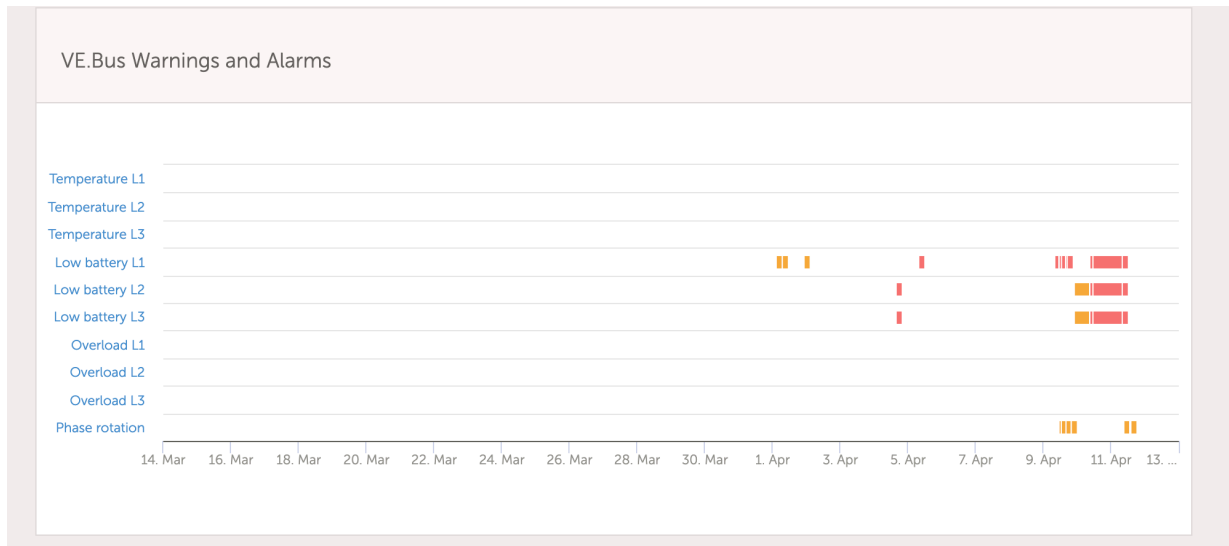 VE.Bus Warnings and Alarms
Temperature L1
Temperature L2
Temperature L3
Low battery L1
Low battery L2
Low battery L3
Overload L1
Overload L2
Overload L3
Phase rotation
14. Mar 16. Mar 18. Mar 20. Mar 22. Mar 24. Mar 26. Mar 28. Mar 30. Mar 1. Apr 3. Apr 5. Apr 7. Apr 9. Apr 11. Apr 13. ...